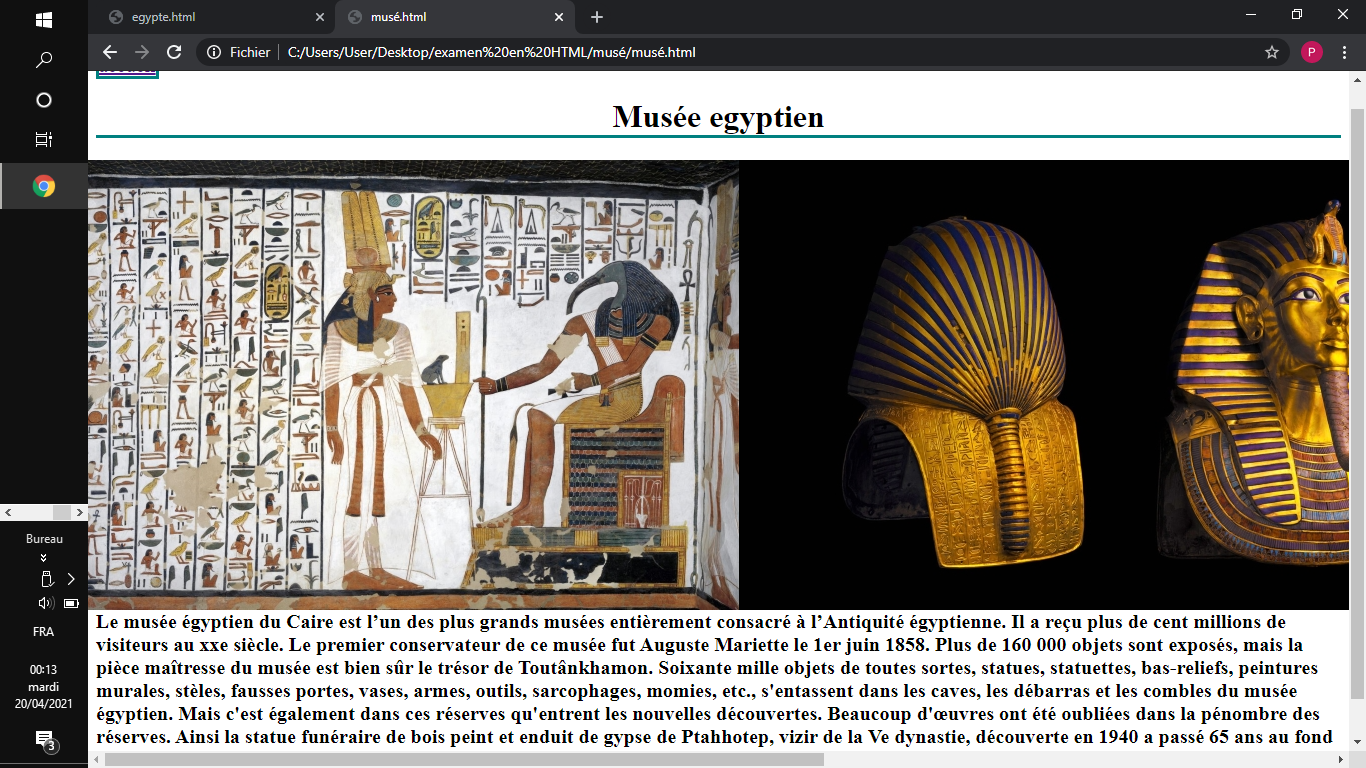 egypte.html
musé.html
Fichier
C:/Users/User/Desktop/examen%20en%20HTML/musé/musé.html
P
Musée egyptien
Le musée égyptien du Caire est l’un des plus grands musées entièrement consacré à l’Antiquité égyptienne. Il a reçu plus de cent millions de
visiteurs au xxe siècle. Le premier conservateur de ce musée fut Auguste Mariette le 1er juin 1858. Plus de 160 000 objets sont exposés, mais la
pièce maîtresse du musée est bien sûr le trésor de Toutânkhamon. Soixante mille objets de toutes sortes, statues, statuettes, bas-reliefs, peintures
murales, stèles, fausses portes, vases, armes, outils, sarcophages, momies, etc., s'entassent dans les caves, les débarras et les combles du musée
égyptien. Mais c'est également dans ces réserves qu'entrent les nouvelles découvertes. Beaucoup d'œuvres ont été oubliées dans la pénombre des
réserves. Ainsi la statue funéraire de bois peint et enduit de gypse de Ptahhotep, vizir de la Ve dynastie, découverte en 1940 a passé 65 ans au fond
Bureau
FRA
00:13
mardi
20/04/2021
3